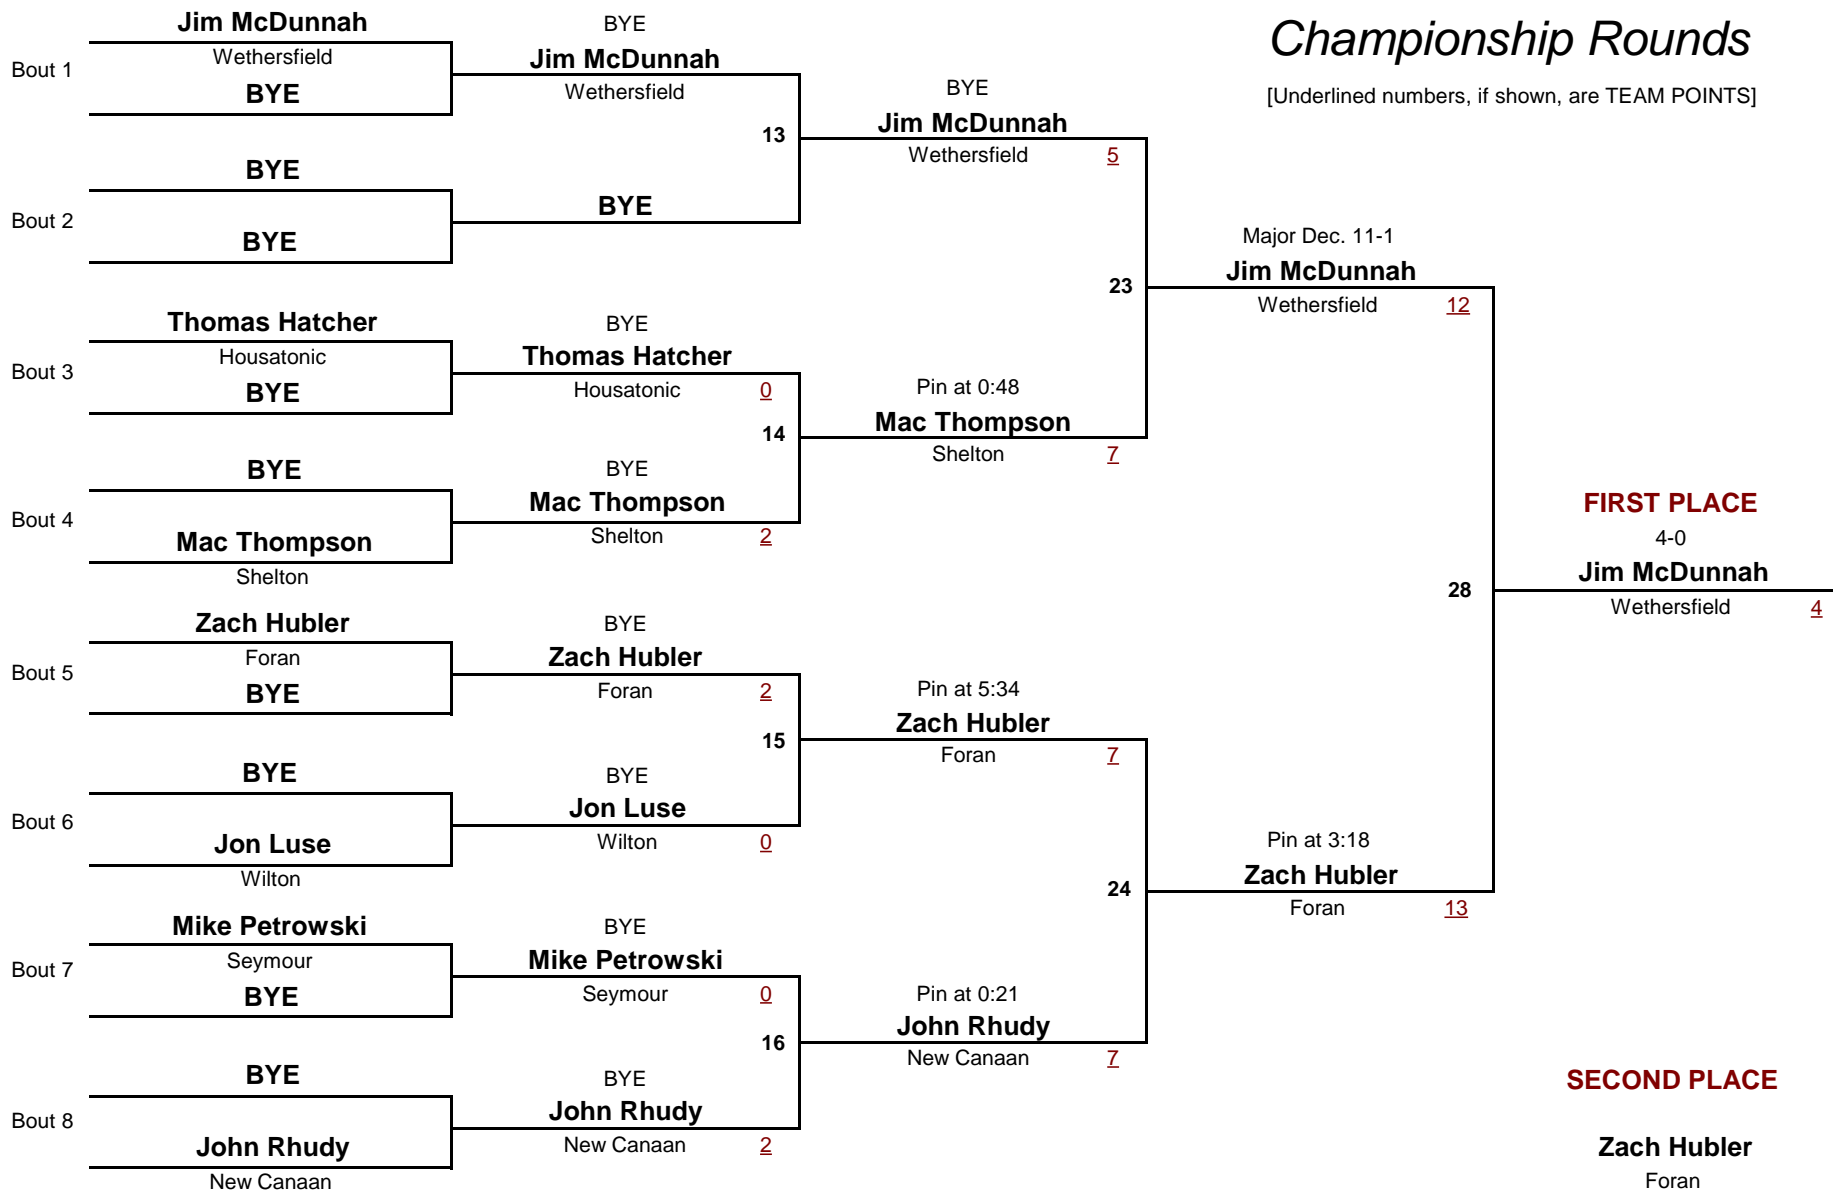 Championship Rounds
[Underlined numbers, if shown, are TEAM POINTS]
Jim McDunnah
Bout 1
Wethersfield
BYE
BYE
Bout 2
BYE
Thomas Hatcher
Bout 3
Housatonic
BYE
BYE
Bout 4
Mac Thompson
Shelton
Zach Hubler
Bout 5
Foran
BYE
BYE
Bout 6
Jon Luse
Wilton
Mike Petrowski
Bout 7
Seymour
BYE
BYE
Bout 8
John Rhudy
New Canaan
BYE
Jim McDunnah
Wethersfield
13
BYE
BYE
Thomas Hatcher
Housatonic 0
14
BYE
Mac Thompson
Shelton 2
BYE
Zach Hubler
Foran 2
15
BYE
Jon Luse
Wilton 0
BYE
Mike Petrowski
Seymour 0
16
BYE
John Rhudy
New Canaan 2
BYE
Jim McDunnah
Wethersfield 5
23
Pin at 0:48
Mac Thompson
Shelton 7
Pin at 5:34
Zach Hubler
Foran 7
24
Pin at 0:21
John Rhudy
New Canaan 7
Major Dec. 11-1
Jim McDunnah
Wethersfield 12
28
Pin at 3:18
Zach Hubler
Foran 13
FIRST PLACE
4-0
Jim McDunnah
Wethersfield 4
SECOND PLACE
Zach Hubler
Foran